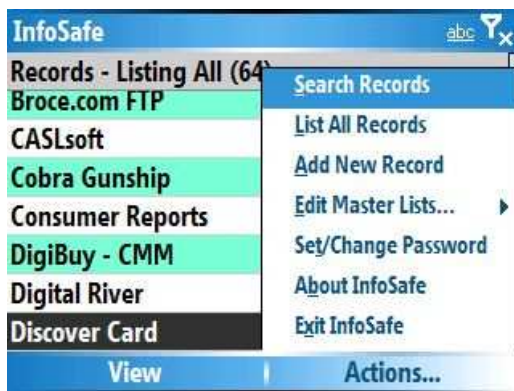 InfoSafe
abc
Records - Listing All (64
Broce.com FTP
CASLsoft
Cobra Gunship
Consumer Reports
DigiBuy - CMM
Digital River
Discover Card
Search Records
List All Records
Add New Record
Edit Master Lists...
Set/Change Password
About InfoSafe
Exit InfoSafe
View
Actions...